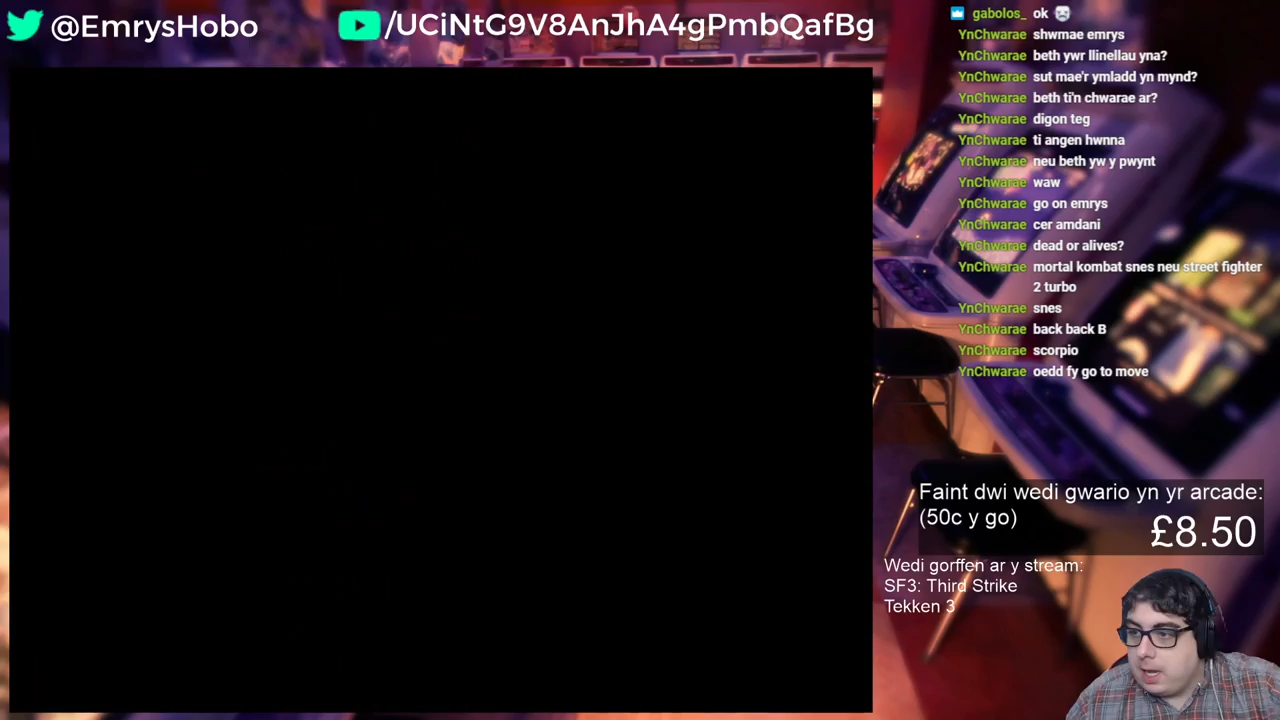 @EmrysHobo
/UCiNtG9V8AnJhA4gPmbQafBg
gabolos_ ok
YnChwarae shwmae emrys
YnChwarae beth ywr llinellau yna?
YnChwarae sut mae'r ymladd yn mynd?
YnChwarae beth ti'n chwarae ar?
YnChwarae digon teg
YnChwarae ti angen hwnna
YnChwarae neu beth yw y pwynt
YnChwarae waw
YnChwarae go on emrys
YnChwarae cer amdani
YnChwarae dead or alives?
YnChwarae mortal kombat snes neu street fighter
2 turbo
YnChwarae snes
YnChwarae back back B
YnChwarae scorpio
YnChwarae oedd fy go to move
Faint dwi wedi gwario yn yr arcade:
(50c y go)
£8.50
Wedi gorffen ar y stream:
SF3: Third Strike
Tekken 3